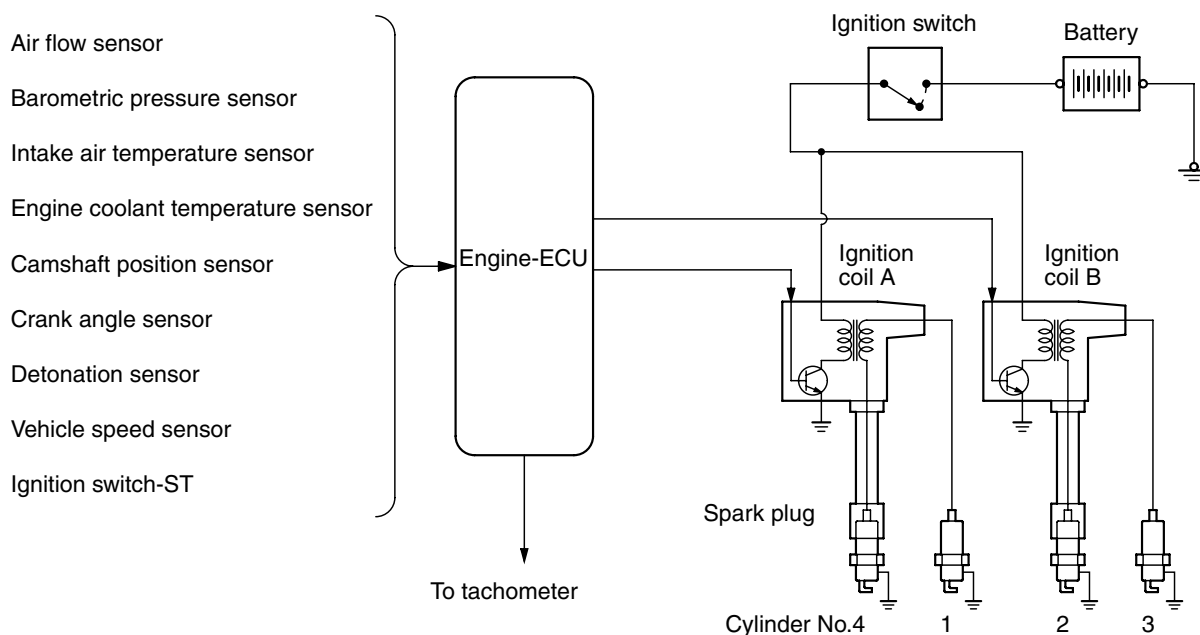 Air flow sensor
Barometric pressure sensor
Intake air temperature sensor
Engine coolant temperature sensor
Camshaft position sensor
Crank angle sensor
Detonation sensor
Vehicle speed sensor
Ignition switch-ST
Engine-ECU
To tachometer
Ignition switch
Battery
Ignition
coil A
Ignition
coil B
Spark plug
Cylinder No.4 1 2 3